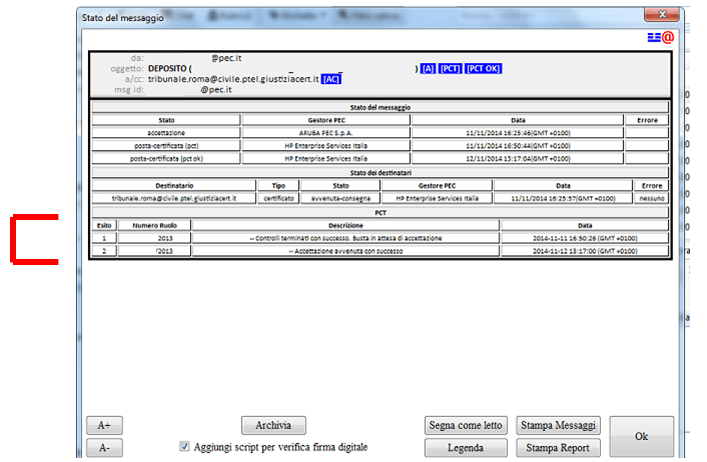 Stato del messaggio
da: @pec.it
oggetto: DEPOSITO ( _ _ ) [A] [PCT] [PCT OK]
a/cc: tribunale.roma@civile.ptel.giustiziacert.it [AC]
msg id: @pec.it
Stato del messaggio
Stato Gestore PEC Data Errore
accettazione ARUBA PEC S.p.A. 11/11/2014 16:25:46(GMT +0100)
posta-certificata (pct) HP Enterprise Services Italia 11/11/2014 16:50:44(GMT +0100)
posta-certificata (pct ok) HP Enterprise Services Italia 12/11/2014 13:17:04(GMT +0100)
Stato dei destinatari
Destinatario Tipo Stato Gestore PEC Data Errore
tribunale.roma@civile.ptel.giustiziacert.it certificato avvenuta-consegna HP Enterprise Services Italia 11/11/2014 16:25:57(GMT +0100) nessuno
PCT
Esito Numero Ruolo Descrizione Data
1 2013 -- Controlli terminati con successo. Busta in attesa di accettazione 2014-11-11 16:50:26 (GMT +0100)
2 /2013 -- Accettazione avvenuta con successo 2014-11-12 13:17:00 (GMT +0100)
A+ Archivia Segna come letto Stampa Messaggi Ok
A- Aggiungi script per verifica firma digitale Legenda Stampa Report